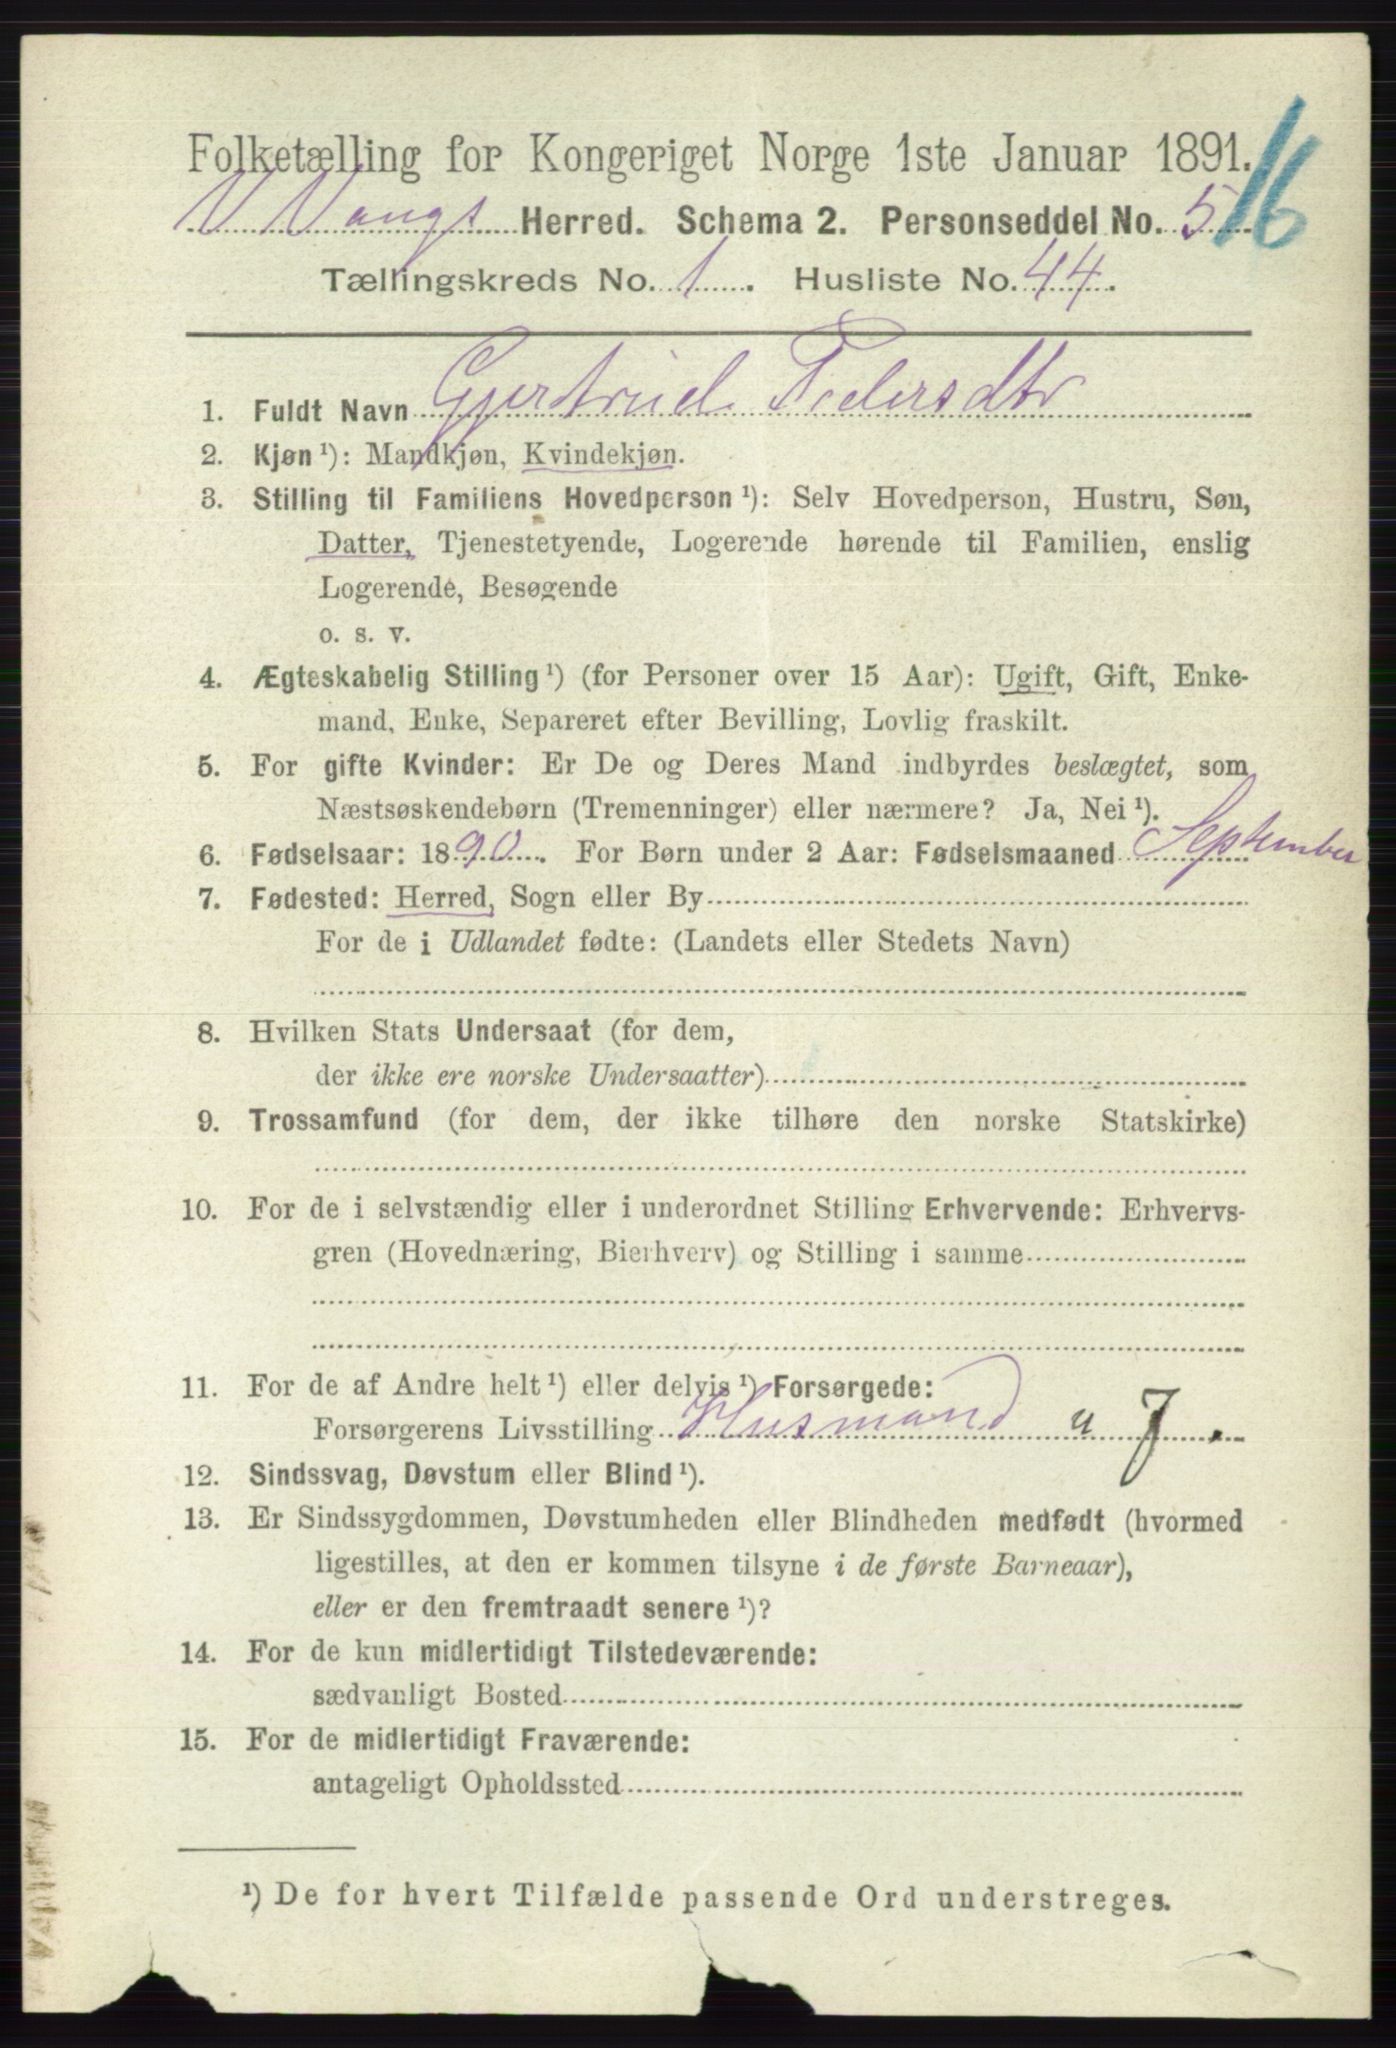 Folketælling for Kongeriget Norge 1ste Januar 1891.
16
V Vangs Herred. Schema 2. Personseddel No. 5
Tællingskreds No. 1. Husliste No. 44.
1. Fuldt Navn Gjertrud Pedersdtr
2. Kjøn ¹): Mandkjøn, Kvindekjøn.
3. Stilling til Familiens Hovedperson ¹): Selv Hovedperson, Hustru, Søn,
Datter, Tjenestetyende, Logerende hørende til Familien, enslig
Logerende, Besøgende
o. s. v.
4. Ægteskabelig Stilling ¹) (for Personer over 15 Aar): Ugift, Gift, Enke-
mand, Enke, Separeret efter Bevilling, Lovlig fraskilt.
5. For gifte Kvinder: Er De og Deres Mand indbyrdes beslægtet, som
Næstsøskendebørn (Tremenninger) eller nærmere? Ja, Nei ¹).
6. Fødselsaar: 1890. For Børn under 2 Aar: Fødselsmaaned September
7. Fødested: Herred, Sogn eller By
For de i Udlandet fødte: (Landets eller Stedets Navn)
8. Hvilken Stats Undersaat (for dem,
der ikke ere norske Undersaatter)
9. Trossamfund (for dem, der ikke tilhøre den norske Statskirke)
10. For de i selvstændig eller i underordnet Stilling Erhvervende: Erhvervs-
gren (Hovednæring, Bierhverv) og Stilling i samme
11. For de af Andre helt ¹) eller delvis ¹) Forsørgede:
Forsørgerens Livsstilling Husmand u J.
12. Sindssvag, Døvstum eller Blind ¹).
13. Er Sindssygdommen, Døvstumheden eller Blindheden medfødt (hvormed
ligestilles, at den er kommen tilsyne i de første Barneaar),
eller er den fremtraadt senere ¹)?
14. For de kun midlertidigt Tilstedeværende:
sædvanligt Bosted
15. For de midlertidigt Fraværende:
antageligt Opholdssted
¹) De for hvert Tilfælde passende Ord understreges.